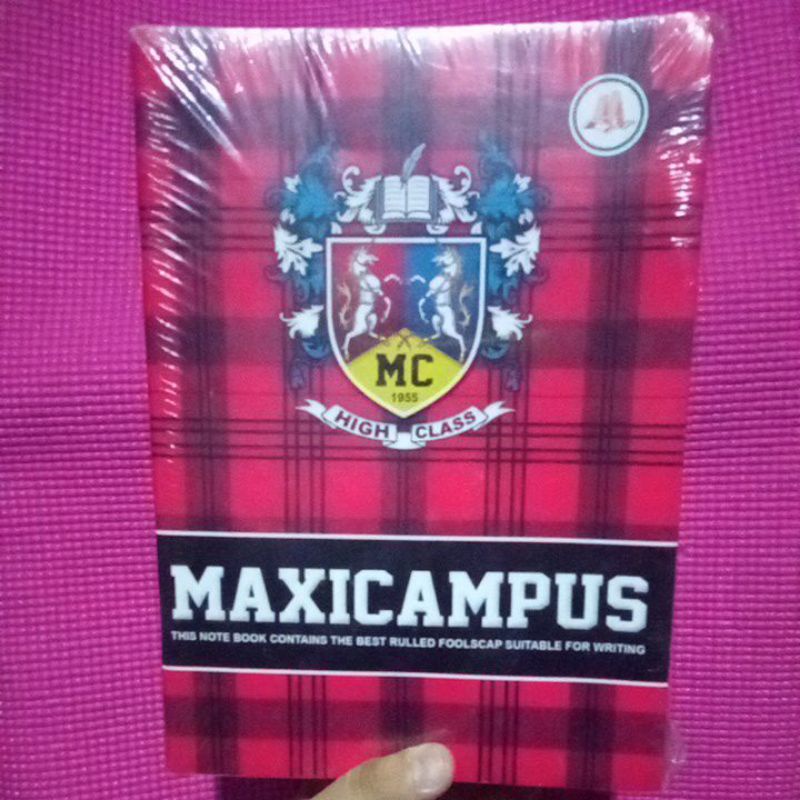 MC
1955
HIGH CLASS
MAXICAMPUS
THIS NOTE BOOK CONTAINS THE BEST RULLED FOOLSCAP SUITABLE FOR WRITING